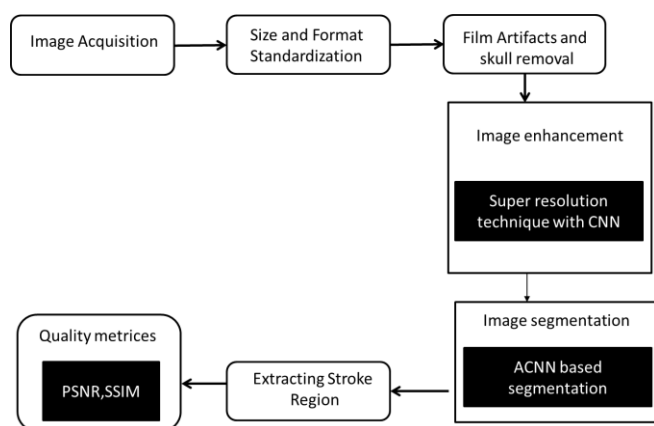 Image Acquisition
Size and Format
Standardization
Film Artifacts and
skull removal
Image enhancement
Super resolution
technique with CNN
Image segmentation
ACNN based
segmentation
Extracting Stroke
Region
Quality metrices
PSNR,SSIM